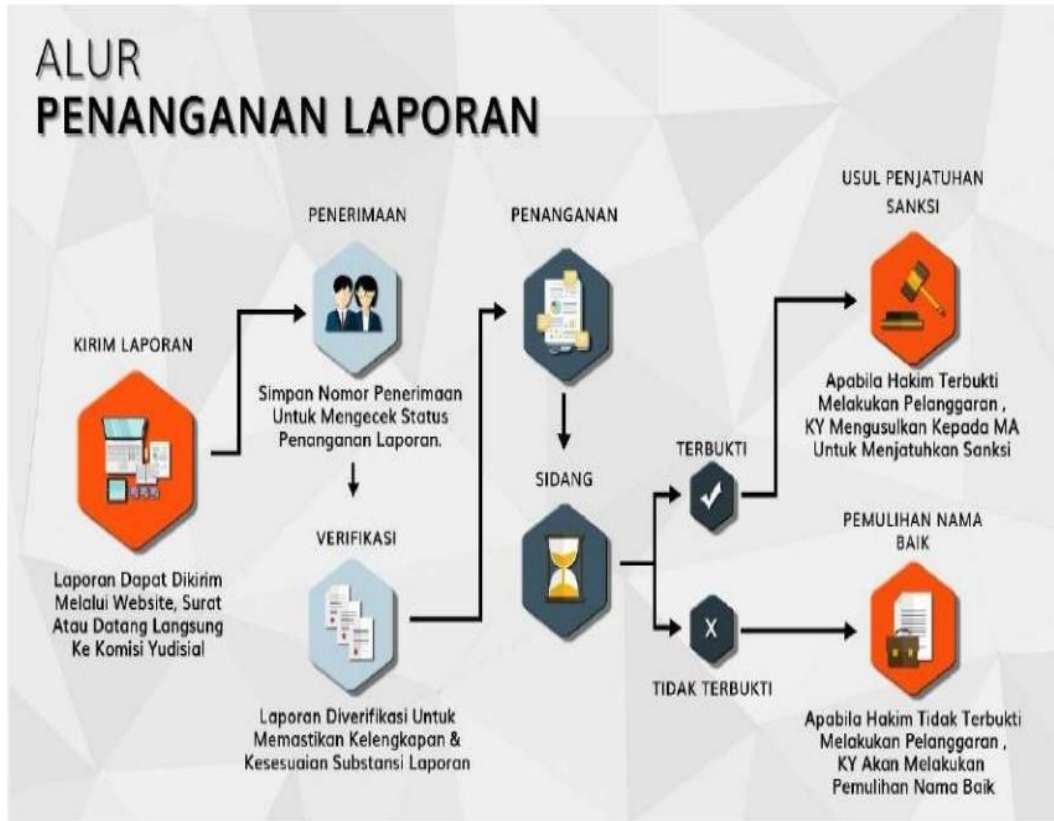 ALUR
PENANGANAN LAPORAN
KIRIM LAPORAN
Laporan Dapat Dikirim
Melalui Website, Surat
Atau Datang Langsung
Ke Komisi Yudisial
PENERIMAAN
Simpan Nomor Penerimaan
Untuk Mengecek Status
Penanganan Laporan.
VERIFIKASI
Laporan Diverifikasi Untuk
Memastikan Kelengkapan &
Kesesuaian Substansi Laporan
PENANGANAN
SIDANG
TERBUKTI
X
TIDAK TERBUKTI
USUL PENJATUHAN
SANKSI
Apabila Hakim Terbukti
Melakukan Pelanggaran ,
KY Mengusulkan Kepada MA
Untuk Menjatuhkan Sanksi
PEMULIHAN NAMA
BAIK
Apabila Hakim Tidak Terbukti
Melakukan Pelanggaran ,
KY Akan Melakukan
Pemulihan Nama Baik